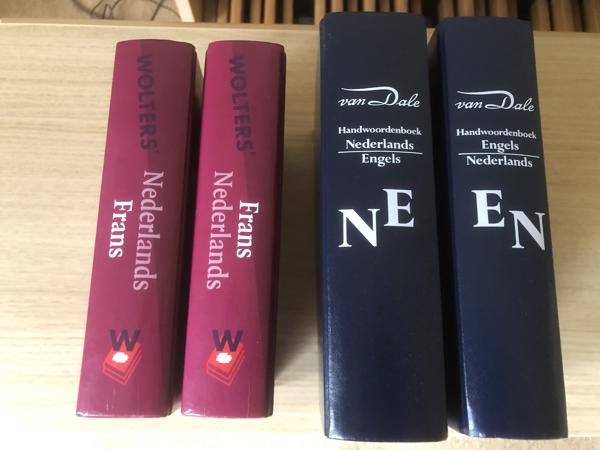 WOLTERS'
Nederlands
Frans
W
WOLTERS'
Frans
Nederlands
W
van Dale
Handwoordenboek
Nederlands
Engels
NE
van Dale
Handwoordenboek
Engels
Nederlands
EN